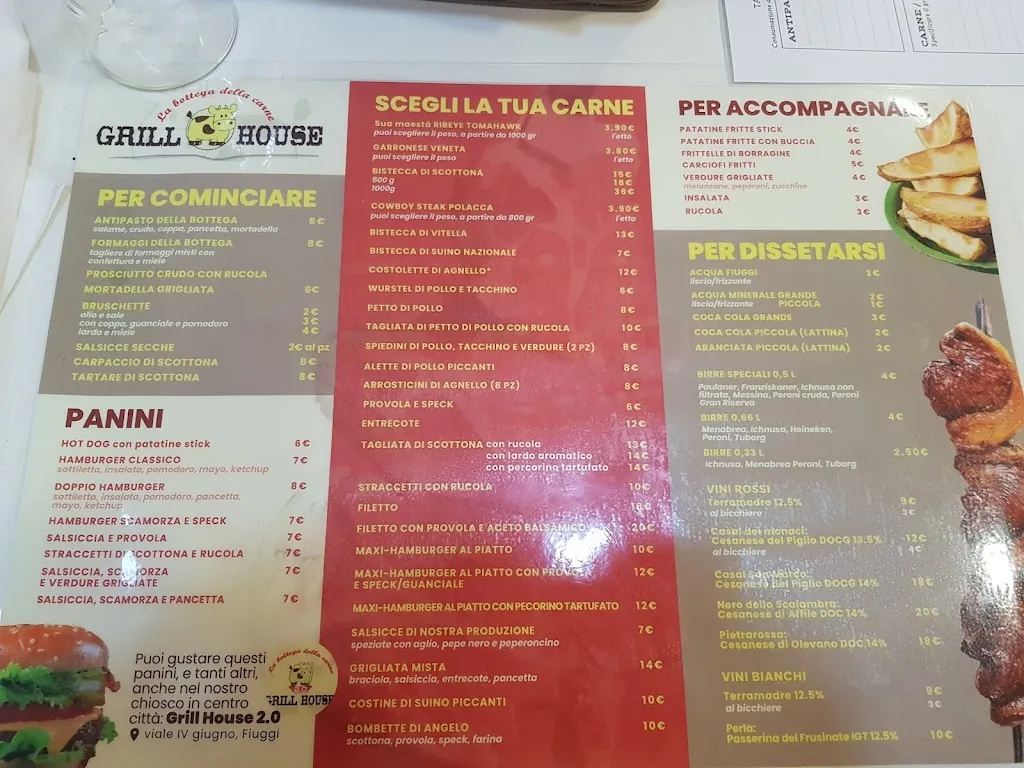 La bottega della carne
GRILL HOUSE
PER COMINCIARE
ANTIPASTO DELLA BOTTEGA 8€
salame, crudo, coppa, pancetta, mortadella
FORMAGGI DELLA BOTTEGA 8€
tagliere di formaggi misti con
confettura e miele
PROSCIUTTO CRUDO CON RUCOLA
MORTADELLA GRIGLIATA 6€
BRUSCHETTE
olio e sale 2€
con coppa, guanciale e pomodoro 3€
lardo e miele 4€
SALSICCE SECCHE 2€ al pz
CARPACCIO DI SCOTTONA 8€
TARTARE DI SCOTTONA 8€
PANINI
HOT DOG con patatine stick 6€
HAMBURGER CLASSICO 7€
sottiletta, insalata, pomodoro, mayo, ketchup
DOPPIO HAMBURGER 8€
sottiletta, insalata, pomodoro, pancetta,
mayo, ketchup
HAMBURGER SCAMORZA E SPECK 7€
SALSICCIA E PROVOLA 7€
STRACCETTI DI SCOTTONA E RUCOLA 7€
SALSICCIA, SCAMORZA 7€
E VERDURE GRIGLIATE
SALSICCIA, SCAMORZA E PANCETTA 7€
Puoi gustare questi
panini, e tanti altri,
anche nel nostro
chiosco in centro
città: Grill House 2.0
viale IV giugno, Fiuggi
La bottega della carne
2.0
GRILL HOUSE
SCEGLI LA TUA CARNE
Sua maestà RIBEYE TOMAHAWK 3.90€
puoi scegliere il peso, a partire da 1000 gr l'etto
GARRONESE VENETA 3.80€
puoi scegliere il peso l'etto
BISTECCA DI SCOTTONA 15€
500 g 18€
1000g 36€
COWBOY STEAK POLACCA 3.90€
puoi scegliere il peso, a partire da 800 gr l'etto
BISTECCA DI VITELLA 13€
BISTECCA DI SUINO NAZIONALE 7€
COSTOLETTE DI AGNELLO* 12€
WURSTEL DI POLLO E TACCHINO 6€
PETTO DI POLLO 8€
TAGLIATA DI PETTO DI POLLO CON RUCOLA 10€
SPIEDINI DI POLLO, TACCHINO E VERDURE (2 PZ) 8€
ALETTE DI POLLO PICCANTI 8€
ARROSTICINI DI AGNELLO (8 PZ) 8€
PROVOLA E SPECK 6€
ENTRECOTE 12€
TAGLIATA DI SCOTTONA con rucola 13€
con lardo aromatico 14€
con percorino tartufato 14€
STRACCETTI CON RUCOLA 10€
FILETTO 18€
FILETTO CON PROVOLA E ACETO BALSAMICO 20€
MAXI-HAMBURGER AL PIATTO 10€
MAXI-HAMBURGER AL PIATTO CON PROVOLA 12€
E SPECK/GUANCIALE
MAXI-HAMBURGER AL PIATTO CON PECORINO TARTUFATO 12€
SALSICCE DI NOSTRA PRODUZIONE 7€
speziate con aglio, pepe nero e peperoncino
GRIGLIATA MISTA 14€
braciola, salsiccia, entrecote, pancetta
COSTINE DI SUINO PICCANTI 10€
BOMBETTE DI ANGELO 10€
scottona, provola, speck, farina
PER ACCOMPAGNARE
PATATINE FRITTE STICK 4€
PATATINE FRITTE CON BUCCIA 4€
FRITTELLE DI BORRAGINE 4€
CARCIOFI FRITTI 5€
VERDURE GRIGLIATE 4€
melanzane, peperoni, zucchine
INSALATA 3€
RUCOLA 3€
PER DISSETARSI
ACQUA FIUGGI 3€
liscia/frizzante
ACQUA MINERALE GRANDE 2€
liscia/frizzante PICCOLA 1€
COCA COLA GRANDE 3€
COCA COLA PICCOLA (LATTINA) 2€
ARANCIATA PICCOLA (LATTINA) 2€
BIRRE SPECIALI 0,5 L 4€
Paulaner, Franziskaner, Ichnusa non
filtrata, Messina, Peroni cruda, Peroni
Gran Riserva
BIRRE 0,66 L 4€
Menabrea, Ichnusa, Heineken,
Peroni, Tuborg
BIRRE 0,33 L 2.50€
Ichnusa, Menabrea Peroni, Tuborg
VINI ROSSI
Terramadre 12.5% 9€
al bicchiere 3€
Casal dei monaci:
Cesanese del Piglio DOCG 13.5% 12€
al bicchiere 4€
Casal San Marco:
Cesanese del Piglio DOCG 14% 18€
Nero dello Scalambra:
Cesanese di Affile DOC 14% 20€
Pietrarossa:
Cesanese di Olevano DOC 14% 18€
VINI BIANCHI
Terramadre 12.5% 9€
al bicchiere 3€
Perla:
Passerina del Frusinate IGT 12.5% 10€
Consumazione
ANTIPA
CARNE/
Specificare il